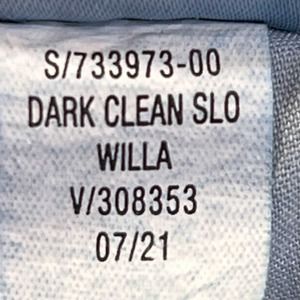 S/733973-00
DARK CLEAN SLO
WILLA
V/308353
07/21